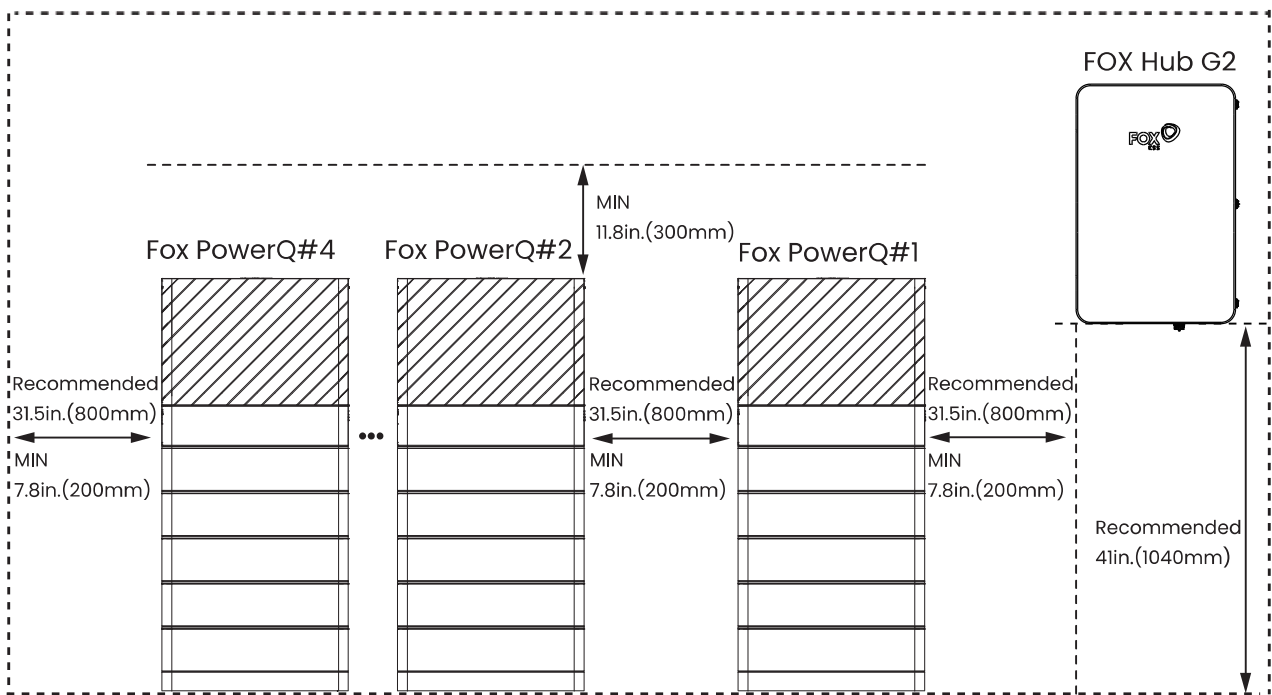 FOX Hub G2
FOX
ESS
MIN
11.8in.(300mm)
Fox PowerQ#4
Fox PowerQ#2
Fox PowerQ#1
Recommended
31.5in.(800mm)
MIN
7.8in.(200mm)
•••
Recommended
31.5in.(800mm)
MIN
7.8in.(200mm)
Recommended
31.5in.(800mm)
MIN
7.8in.(200mm)
Recommended
41in.(1040mm)